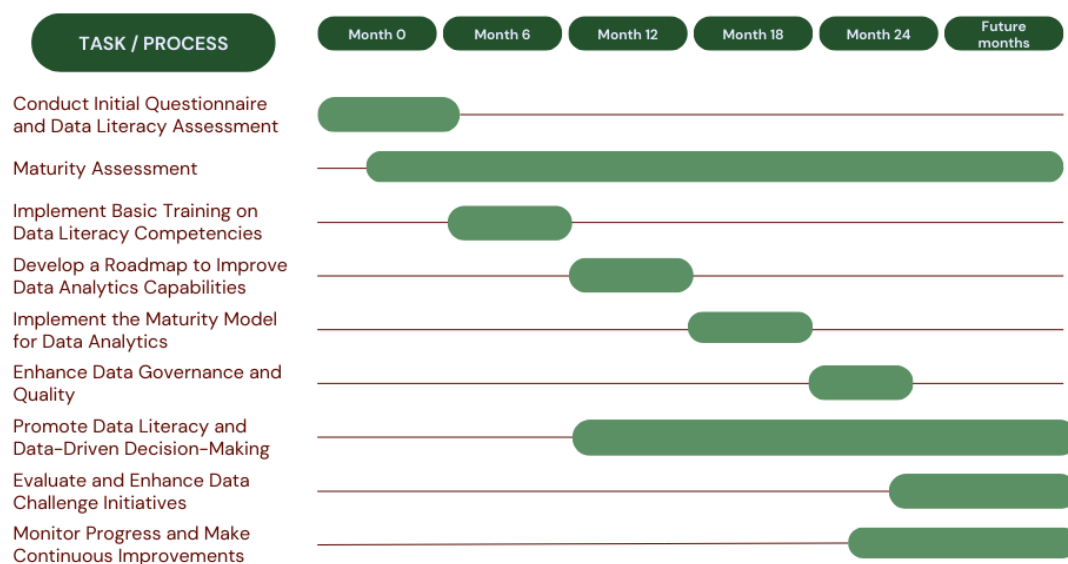 TASK / PROCESS
Month 0
Month 6
Month 12
Month 18
Month 24
Future
months
Conduct Initial Questionnaire
and Data Literacy Assessment
Maturity Assessment
Implement Basic Training on
Data Literacy Competencies
Develop a Roadmap to Improve
Data Analytics Capabilities
Implement the Maturity Model
for Data Analytics
Enhance Data Governance and
Quality
Promote Data Literacy and
Data-Driven Decision-Making
Evaluate and Enhance Data
Challenge Initiatives
Monitor Progress and Make
Continuous Improvements